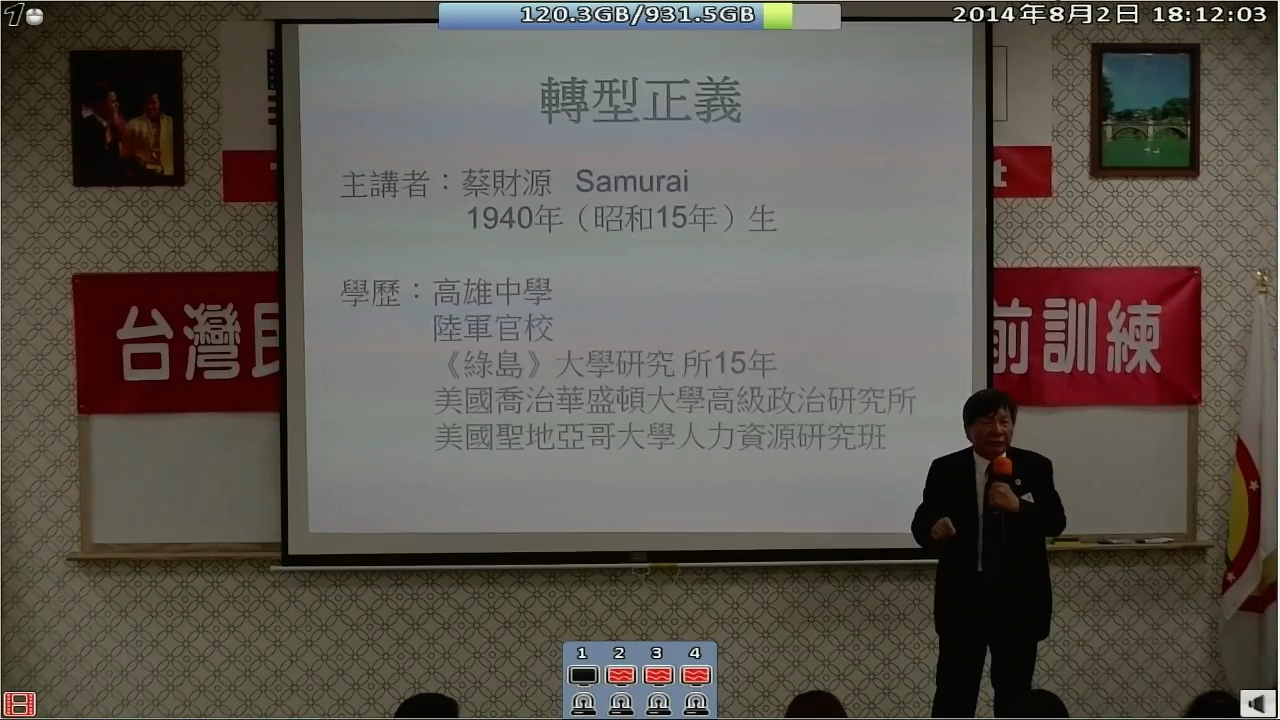 120.3GB/931.5GB
2014年8月2日 18:12:03
轉型正義
主講者：蔡財源 Samurai
1940年（昭和15年）生
學歷：高雄中學
陸軍官校
《綠島》大學研究 所15年
美國喬治華盛頓大學高級政治研究所
美國聖地亞哥大學人力資源研究班
t
台灣民
前訓練
1 2 3 4